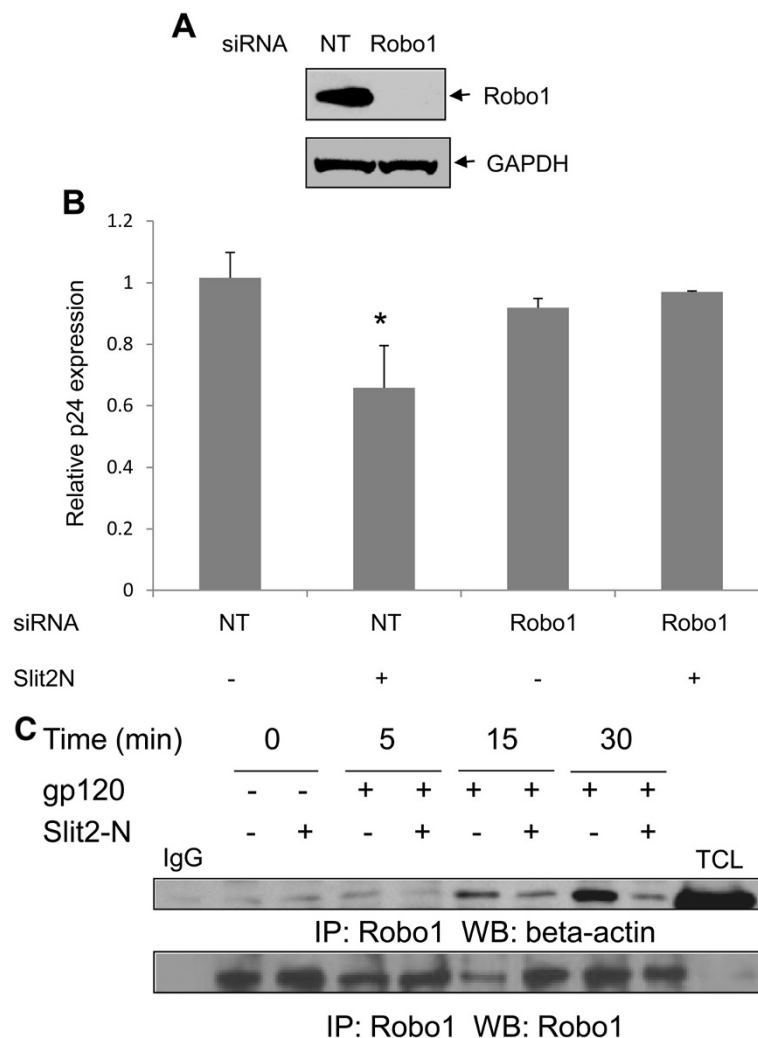 A
siRNA NT Robo1
Robo1
GAPDH
B
1.2
1
0.8
0.6
0.4
0.2
0
Relative p24 expression
*
siRNA NT NT Robo1 Robo1
Slit2N - + - +
C Time (min) 0 5 15 30
gp120 - - + + + + + +
Slit2-N - + - + - + - +
IgG TCL
IP: Robo1 WB: beta-actin
IP: Robo1 WB: Robo1